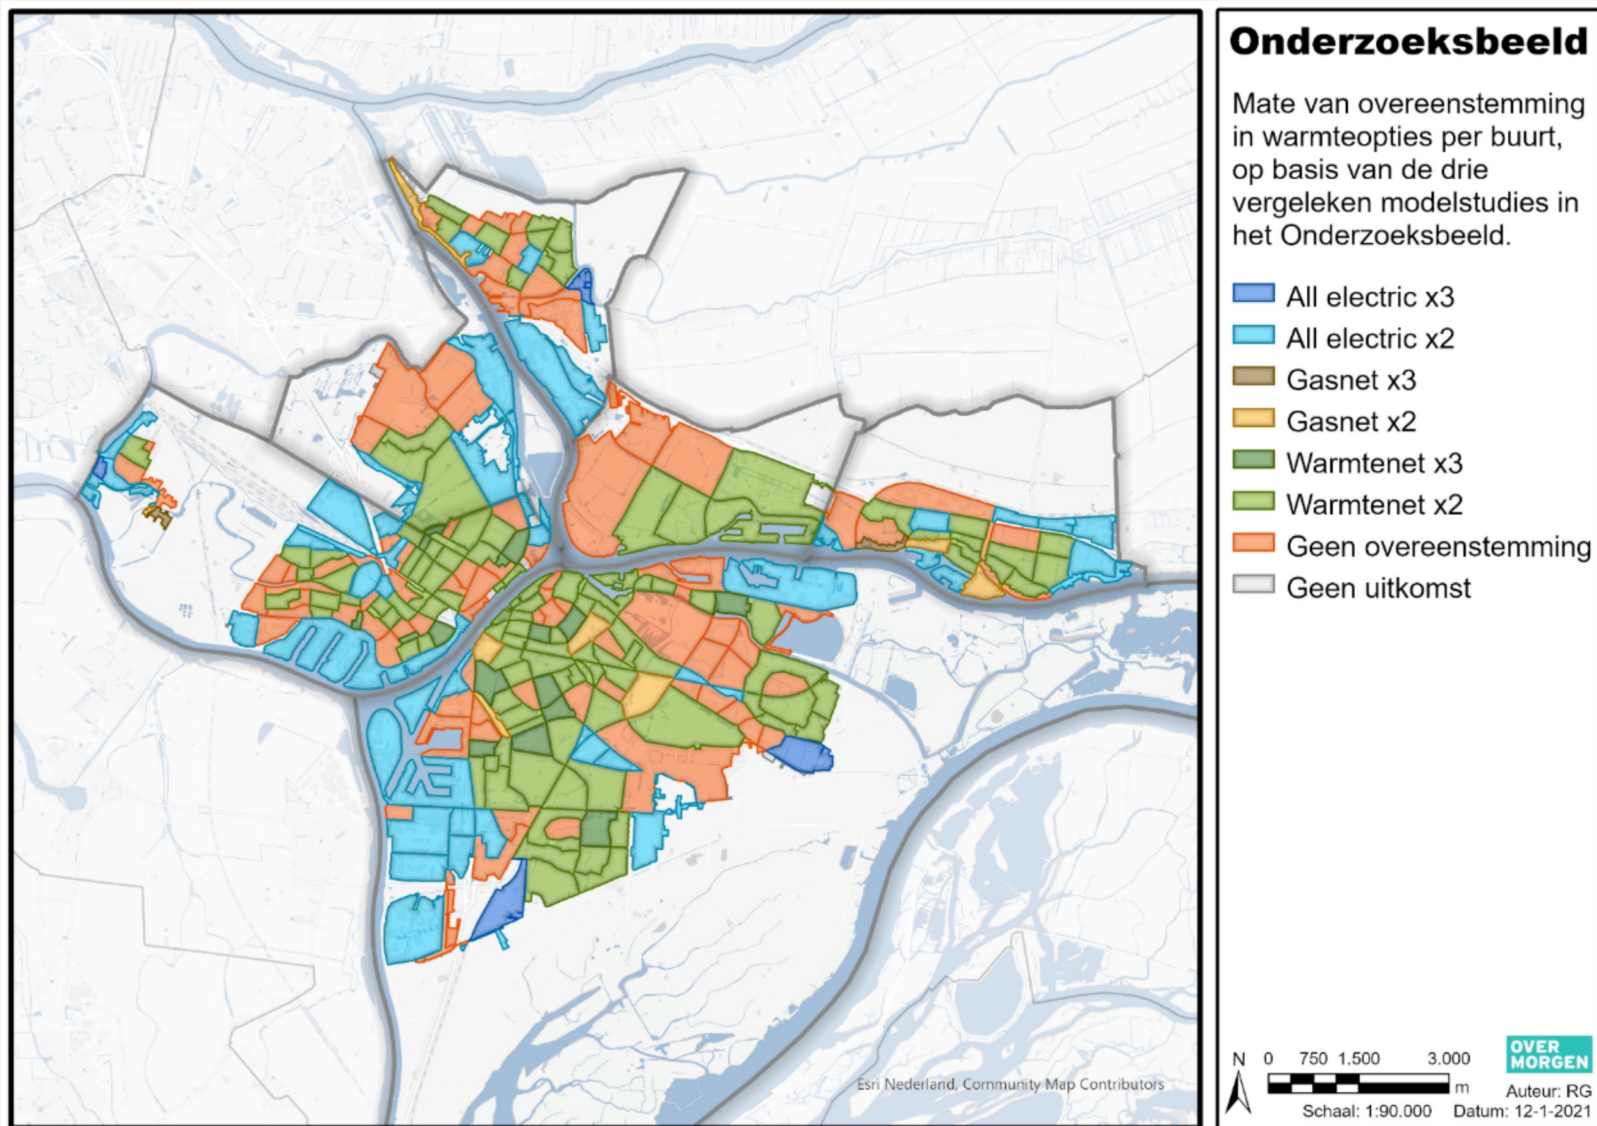 Onderzoeksbeeld
Mate van overeenstemming
in warmteopties per buurt,
op basis van de drie
vergeleken modelstudies in
het Onderzoeksbeeld.
All electric x3
All electric x2
Gasnet x3
Gasnet x2
Warmtenet x3
Warmtenet x2
Geen overeenstemming
Geen uitkomst
Esri Nederland, Community Map Contributors
N 0 750 1.500 3.000
m
OVER
MORGEN
Auteur: RG
Schaal: 1:90.000 Datum: 12-1-2021